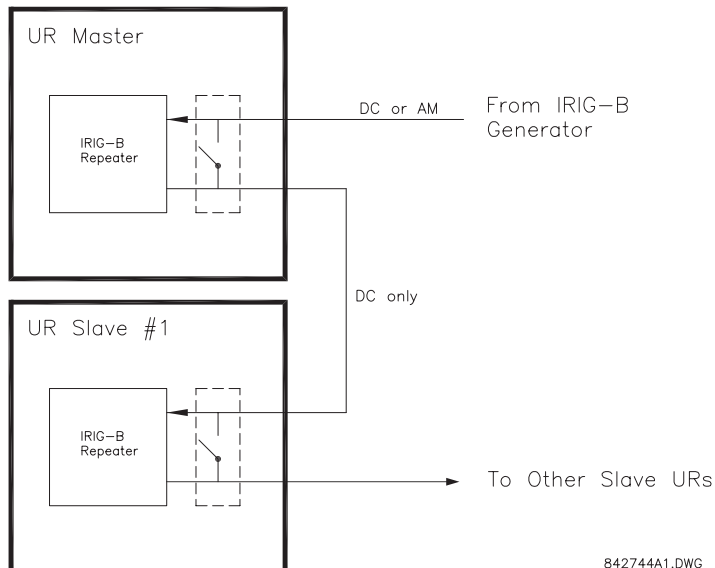 UR Master
IRIG-B
Repeater
DC or AM
From IRIG-B
Generator
DC only
UR Slave #1
IRIG-B
Repeater
To Other Slave URs
842744A1.DWG